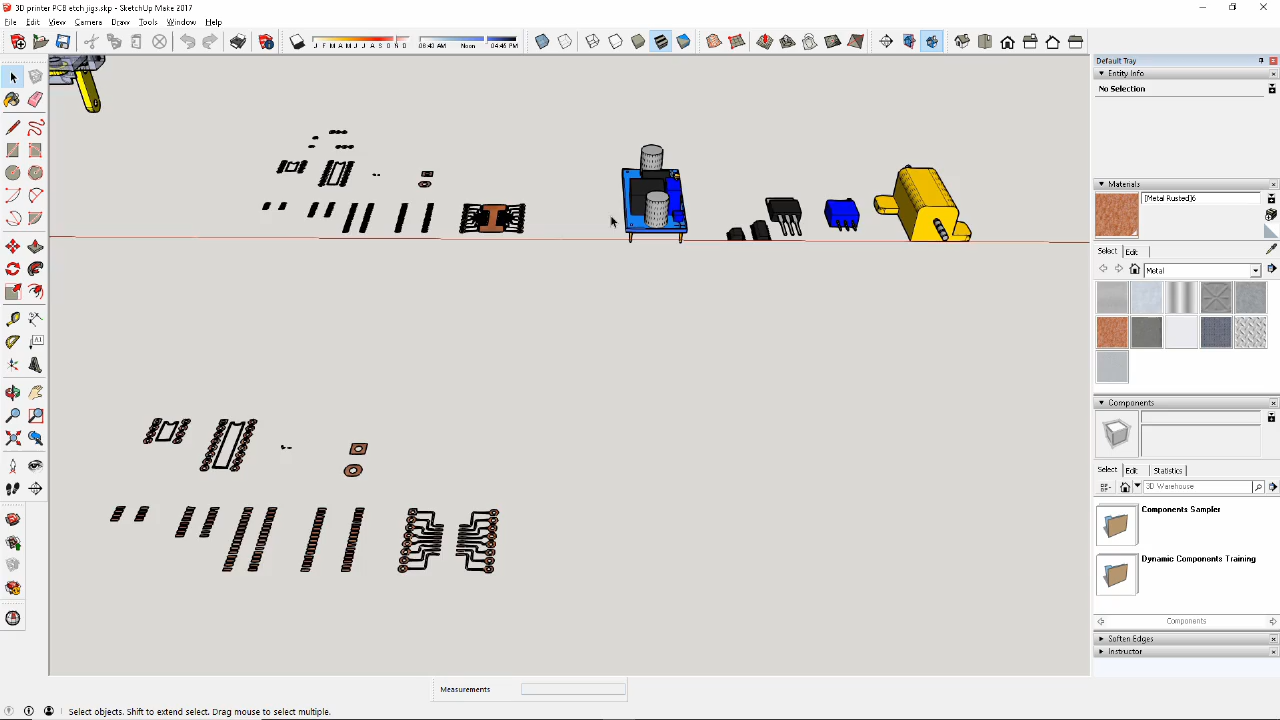 3D printer PCB etch jigs.skp - SketchUp Make 2017
File Edit View Camera Draw Tools Window Help
J F M A M J J A S O N D
06:43 AM Noon 04:46 PM
Default Tray
Entity Info
No Selection
Materials
[Metal Rusted]6
Select Edit
Metal
Components
Select Edit Statistics
3D Warehouse
Components Sampler
Dynamic Components Training
Components
Soften Edges
Instructor
Measurements
Select objects. Shift to extend select. Drag mouse to select multiple.